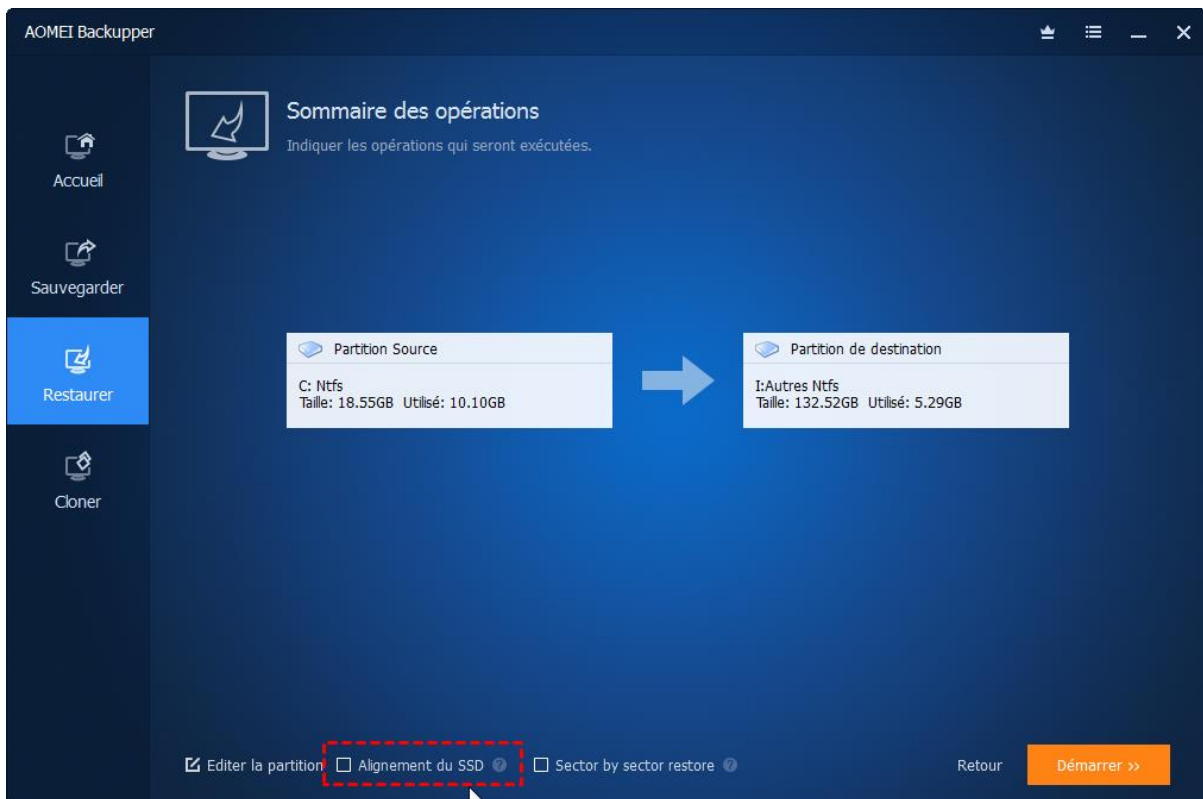 AOMEI Backupper
Sommaire des opérations
Indiquer les opérations qui seront exécutées.
Accueil
Sauvegarder
Restaurer
Cloner
Partition Source
C: Ntfs
Taille: 18.55GB Utilisé: 10.10GB
Partition de destination
I:Autres Ntfs
Taille: 132.52GB Utilisé: 5.29GB
Editer la partition Alignement du SSD ? Sector by sector restore ? Retour Démarrer >>